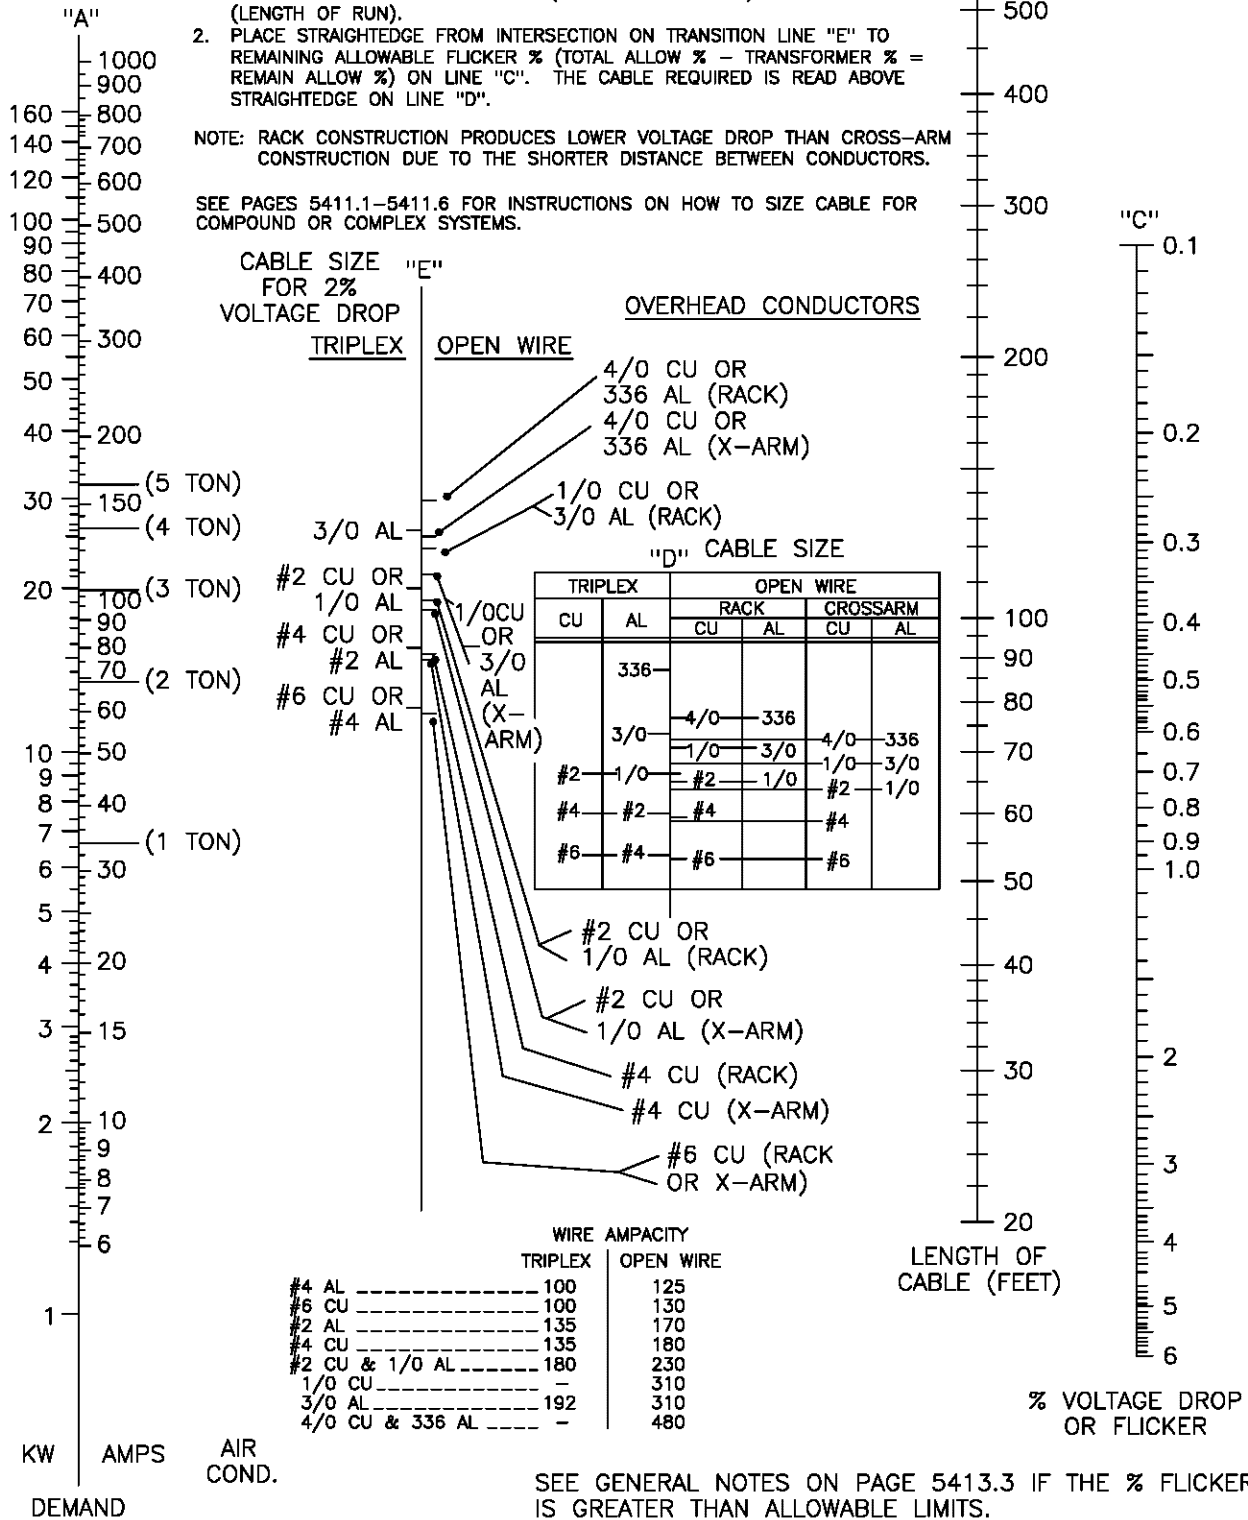 "A"
(LENGTH OF RUN).
2. PLACE STRAIGHTEDGE FROM INTERSECTION ON TRANSITION LINE "E" TO
REMAINING ALLOWABLE FLICKER % (TOTAL ALLOW % – TRANSFORMER % =
REMAIN ALLOW %) ON LINE "C". THE CABLE REQUIRED IS READ ABOVE
STRAIGHTEDGE ON LINE "D".
NOTE: RACK CONSTRUCTION PRODUCES LOWER VOLTAGE DROP THAN CROSS–ARM
CONSTRUCTION DUE TO THE SHORTER DISTANCE BETWEEN CONDUCTORS.
SEE PAGES 5411.1–5411.6 FOR INSTRUCTIONS ON HOW TO SIZE CABLE FOR
COMPOUND OR COMPLEX SYSTEMS.
160
140
120
100
90
80
70
60
50
40
30
20
10
9
8
7
6
5
4
3
2
1
KW
1000
900
800
700
600
500
400
300
200
150
100
90
80
70
60
50
40
30
20
15
10
9
8
7
6
AMPS
(5 TON)
(4 TON)
(3 TON)
(2 TON)
(1 TON)
AIR
COND.
DEMAND
CABLE SIZE
FOR 2%
VOLTAGE DROP
"E"
TRIPLEX
OPEN WIRE
3/0 AL
#2 CU OR
1/0 AL
#4 CU OR
#2 AL
#6 CU OR
#4 AL
OVERHEAD CONDUCTORS
4/0 CU OR
336 AL (RACK)
4/0 CU OR
336 AL (X–ARM)
1/0 CU OR
3/0 AL (RACK)
1/0CU
OR
3/0
AL
(X–
ARM)
"D" CABLE SIZE
TRIPLEX OPEN WIRE
CU AL RACK CROSSARM
CU AL CU AL
336
4/0 336
3/0 4/0 336
1/0 3/0 1/0 3/0
#2 1/0 #2 1/0 #2 1/0
#4 #2 #4 #4
#6 #4 #6 #6
#2 CU OR
1/0 AL (RACK)
#2 CU OR
1/0 AL (X–ARM)
#4 CU (RACK)
#4 CU (X–ARM)
#6 CU (RACK
OR X–ARM)
500
400
300
200
100
90
80
70
60
50
40
30
20
LENGTH OF
CABLE (FEET)
"C"
0.1
0.2
0.3
0.4
0.5
0.6
0.7
0.8
0.9
1.0
2
3
4
5
6
% VOLTAGE DROP
OR FLICKER
WIRE AMPACITY
TRIPLEX OPEN WIRE
#4 AL 100 125
#6 CU 100 130
#2 AL 135 170
#4 CU 135 180
#2 CU & 1/0 AL 180 230
1/0 CU – 310
3/0 AL 192 310
4/0 CU & 336 AL – 480
SEE GENERAL NOTES ON PAGE 5413.3 IF THE % FLICKER
IS GREATER THAN ALLOWABLE LIMITS.